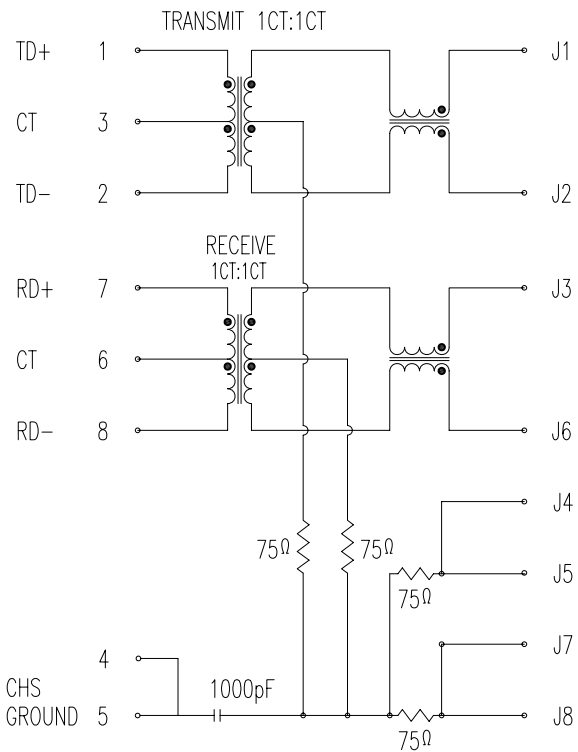 TRANSMIT 1CT:1CT
TD+ 1 J1
CT 3
TD- 2 J2
RECEIVE
1CT:1CT
RD+ 7 J3
CT 6
RD- 8 J6
J4
75Ω 75Ω
J5
75Ω
4 J7
CHS
GROUND 5 1000pF J8
75Ω